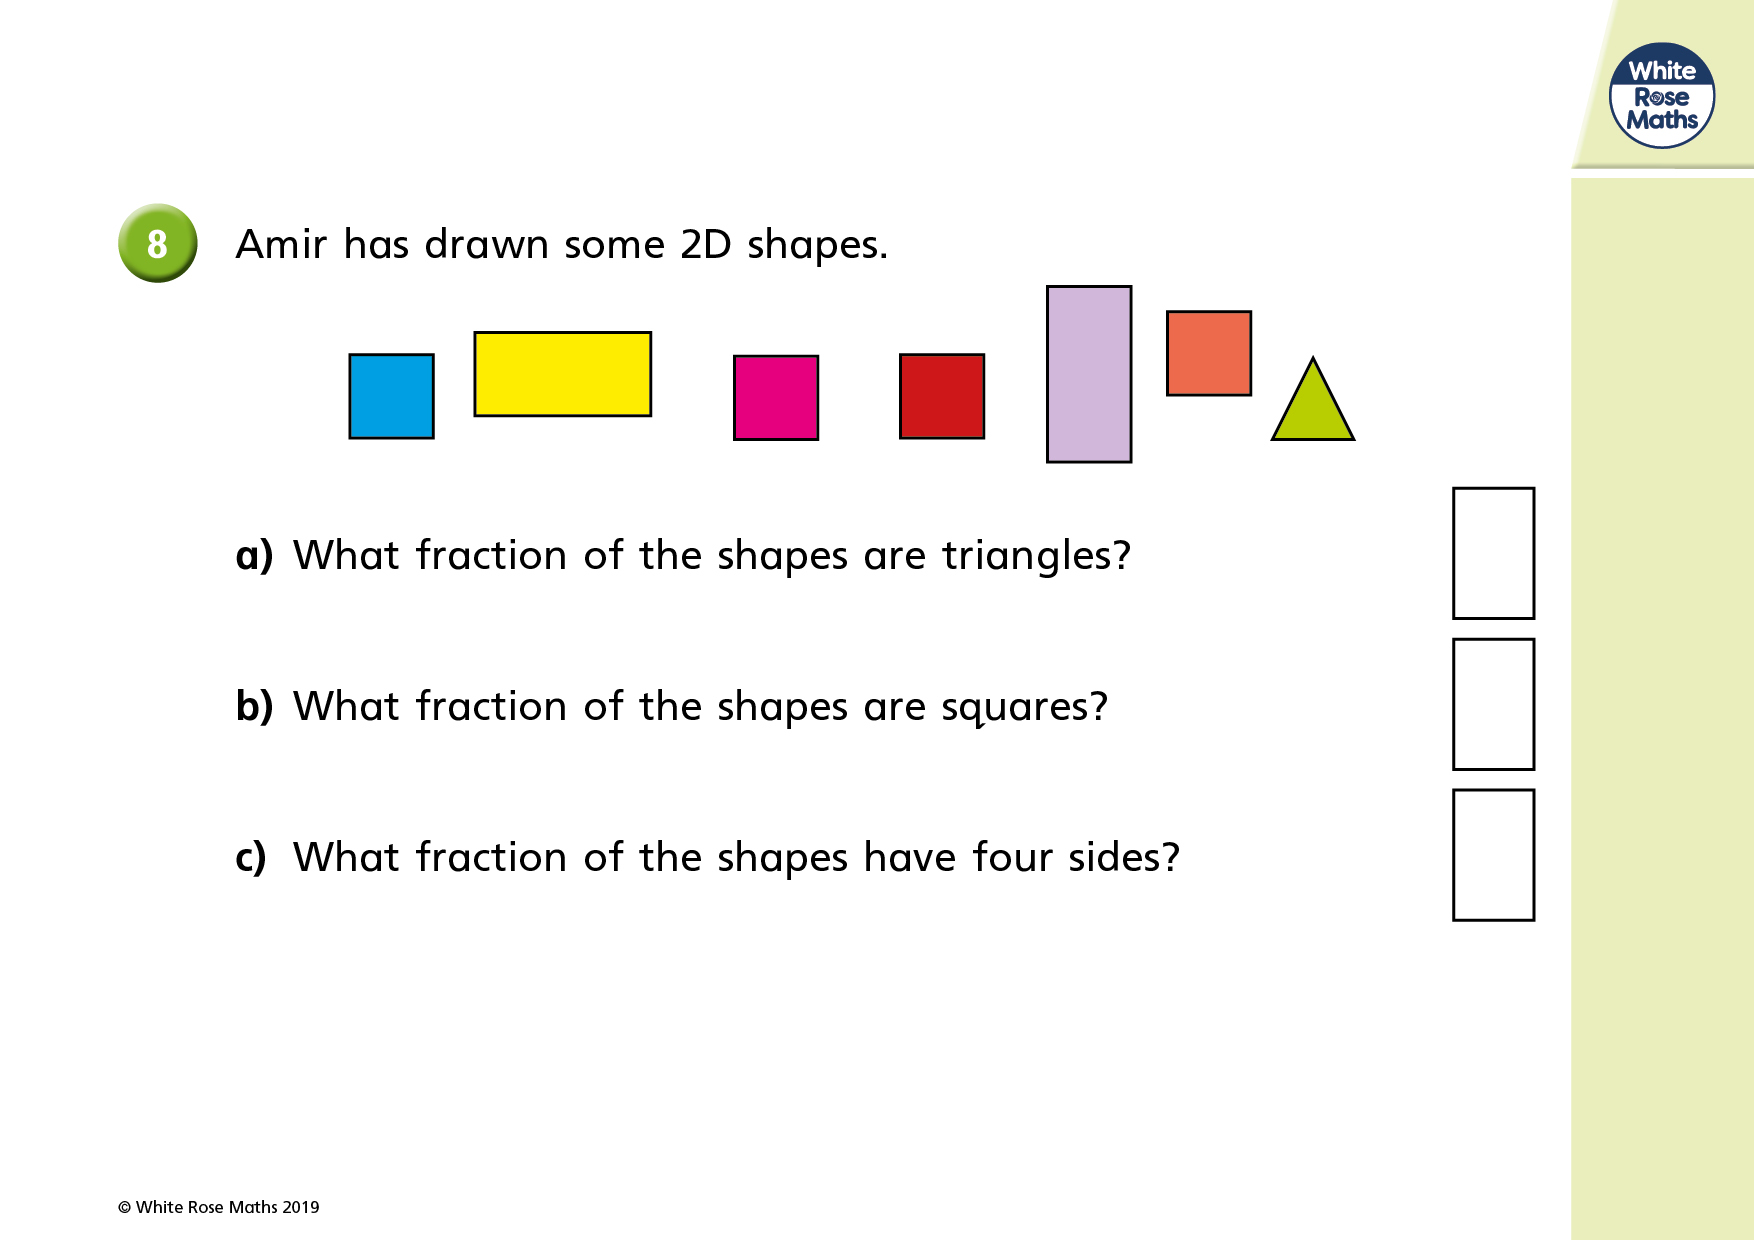 White
Rose
Maths
8 Amir has drawn some 2D shapes.
a) What fraction of the shapes are triangles?
b) What fraction of the shapes are squares?
c) What fraction of the shapes have four sides?
© White Rose Maths 2019